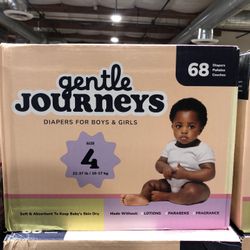 gentle
JOURNEYS
DIAPERS FOR BOYS & GIRLS
68
Diapers
Pañales
Couches
SIZE
4
22-37 lb / 10-17 kg
Soft & Absorbent To Keep Baby's Skin Dry
Made Without: LOTIONS PARABENS FRAGRANCE
68